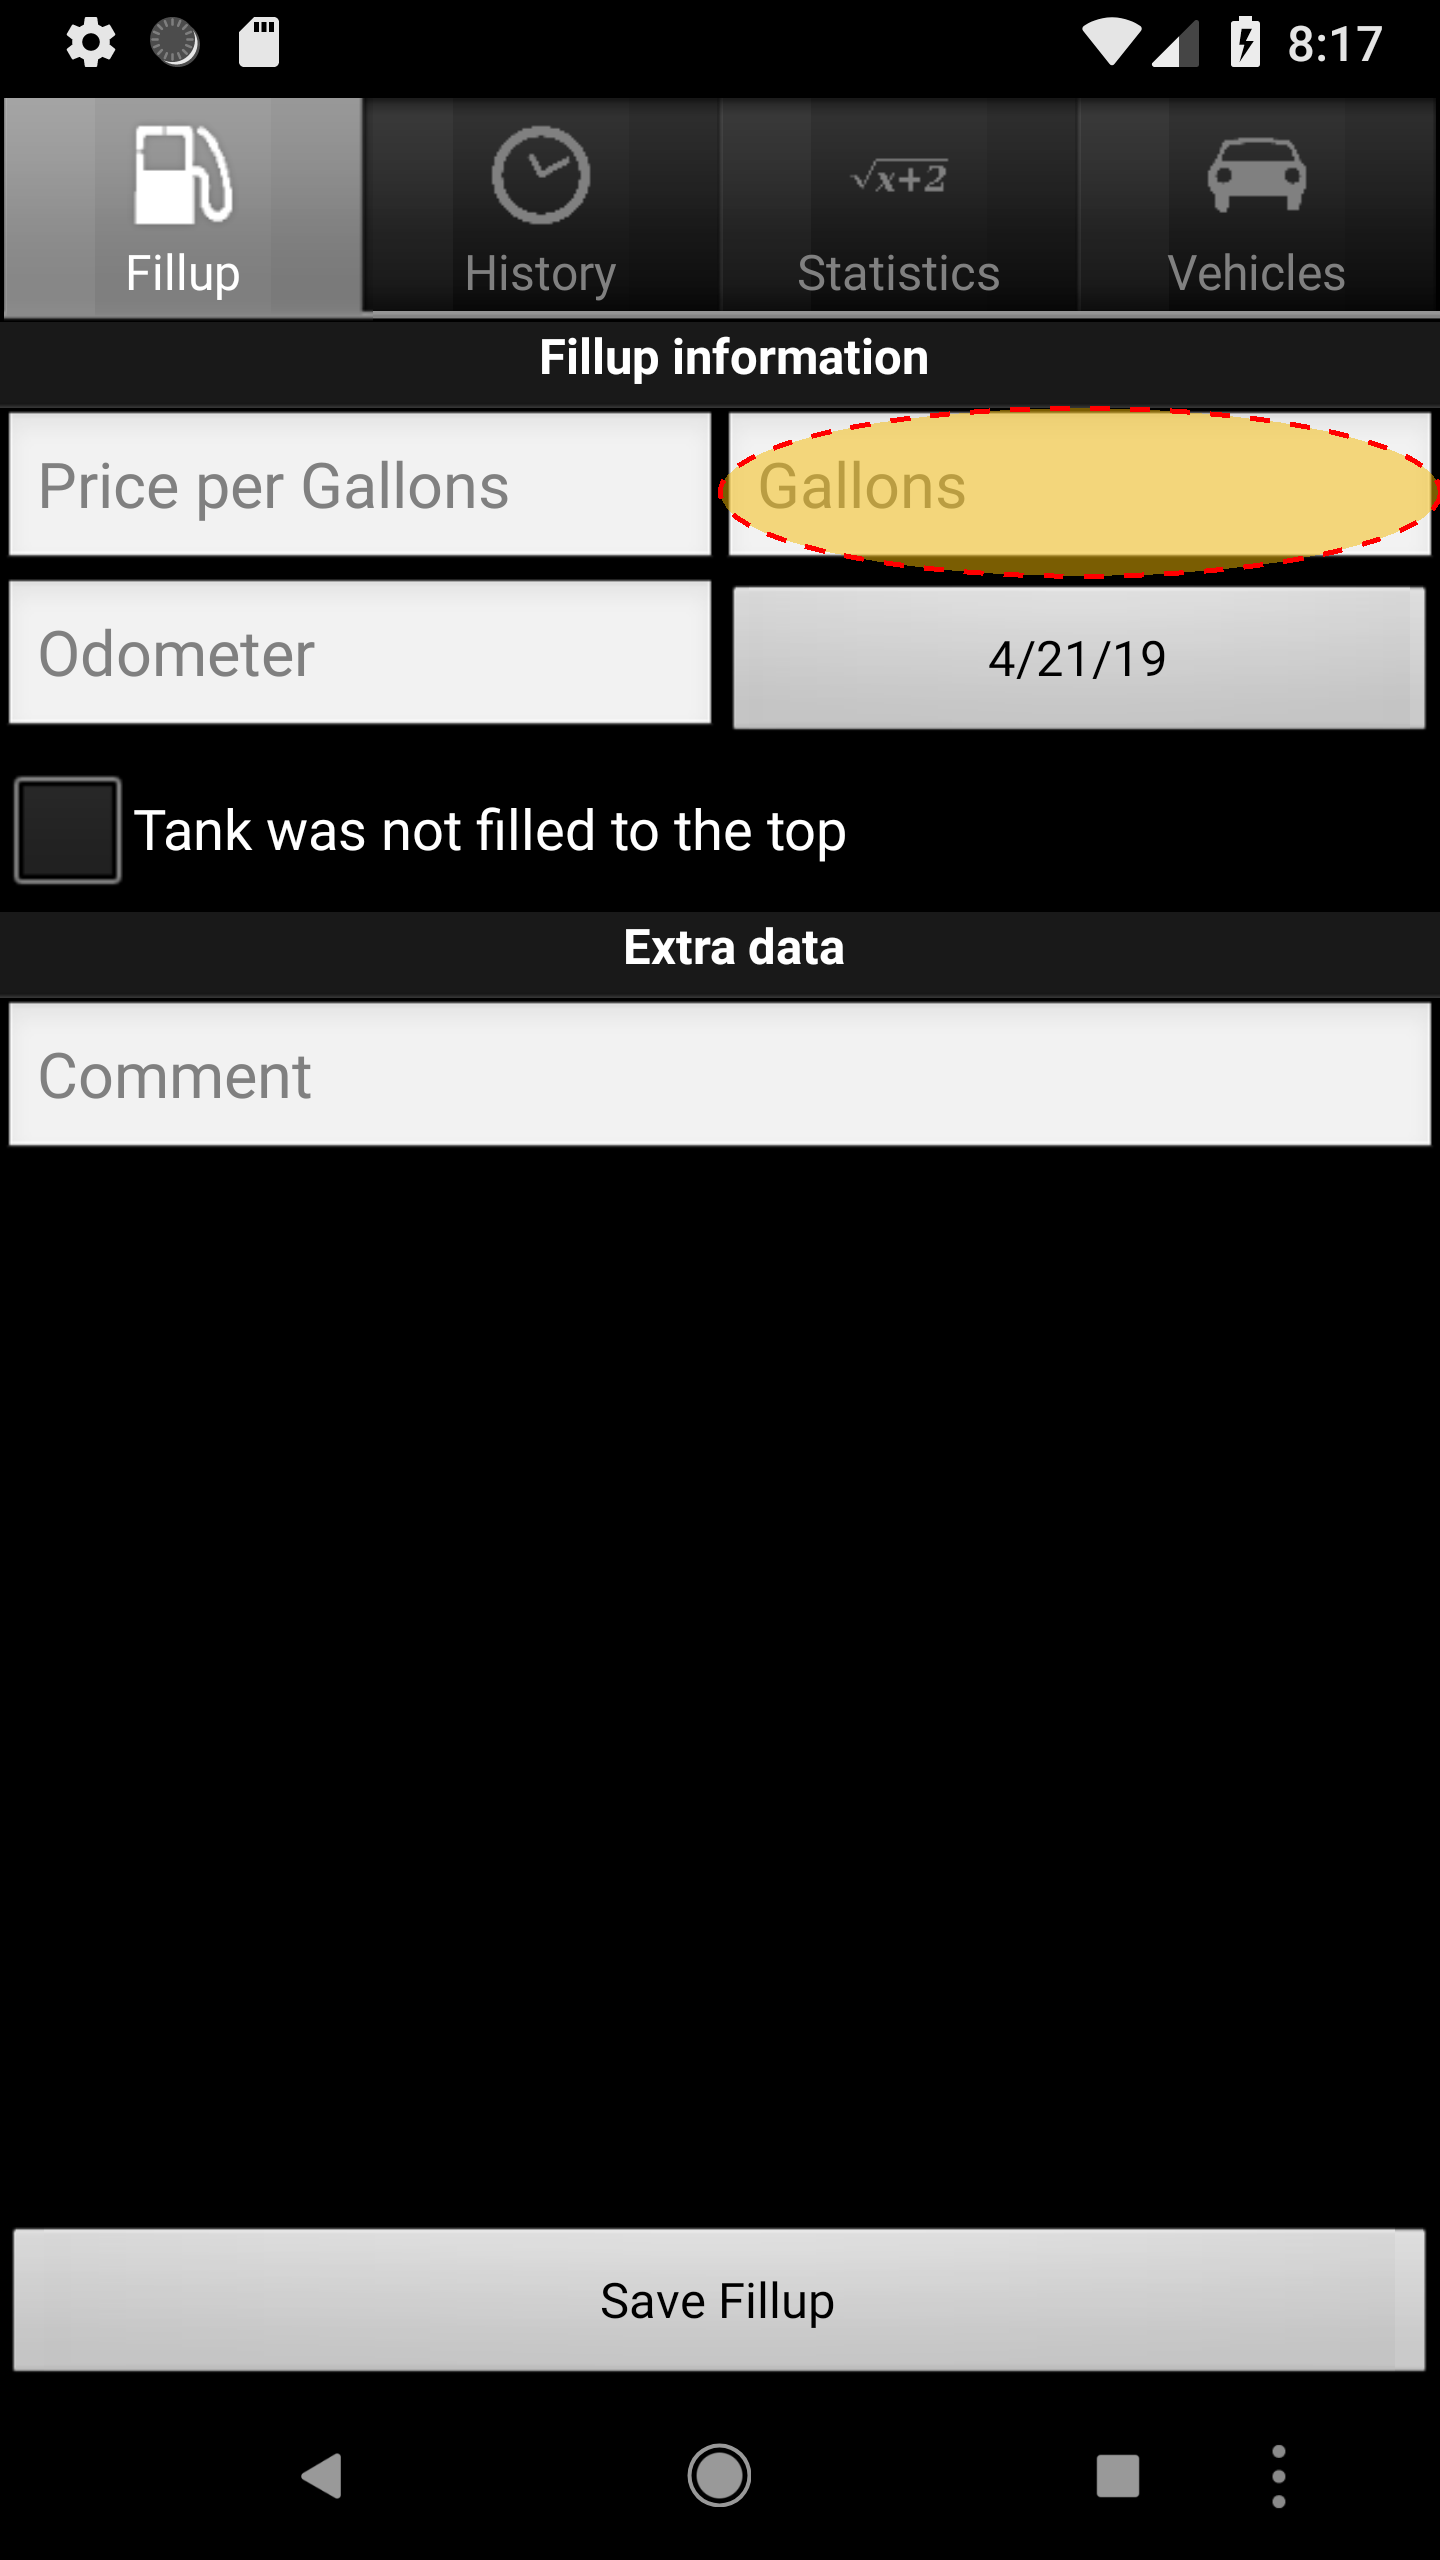 8:17
Fillup History √x+2 Statistics Vehicles
Fillup information
Price per Gallons Gallons
Odometer 4/21/19
Tank was not filled to the top
Extra data
Comment
Save Fillup